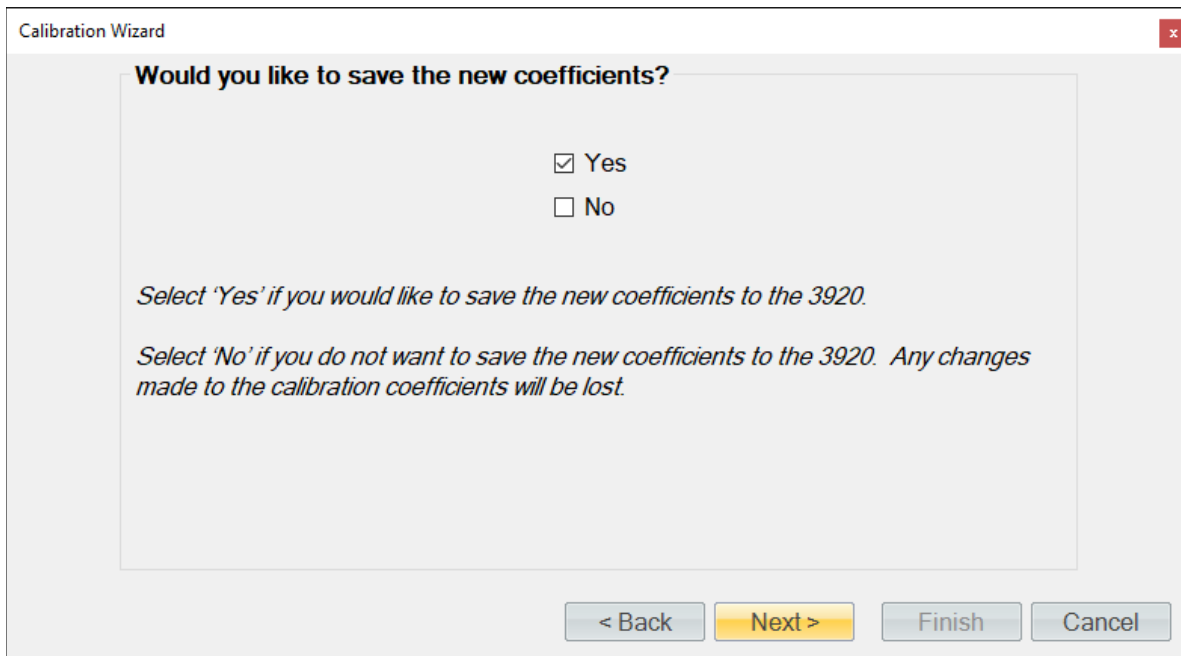 Calibration Wizard
x
Would you like to save the new coefficients?
Yes
No
Select 'Yes' if you would like to save the new coefficients to the 3920.
Select 'No' if you do not want to save the new coefficients to the 3920.  Any changes
made to the calibration coefficients will be lost.
< Back
Next >
Finish
Cancel